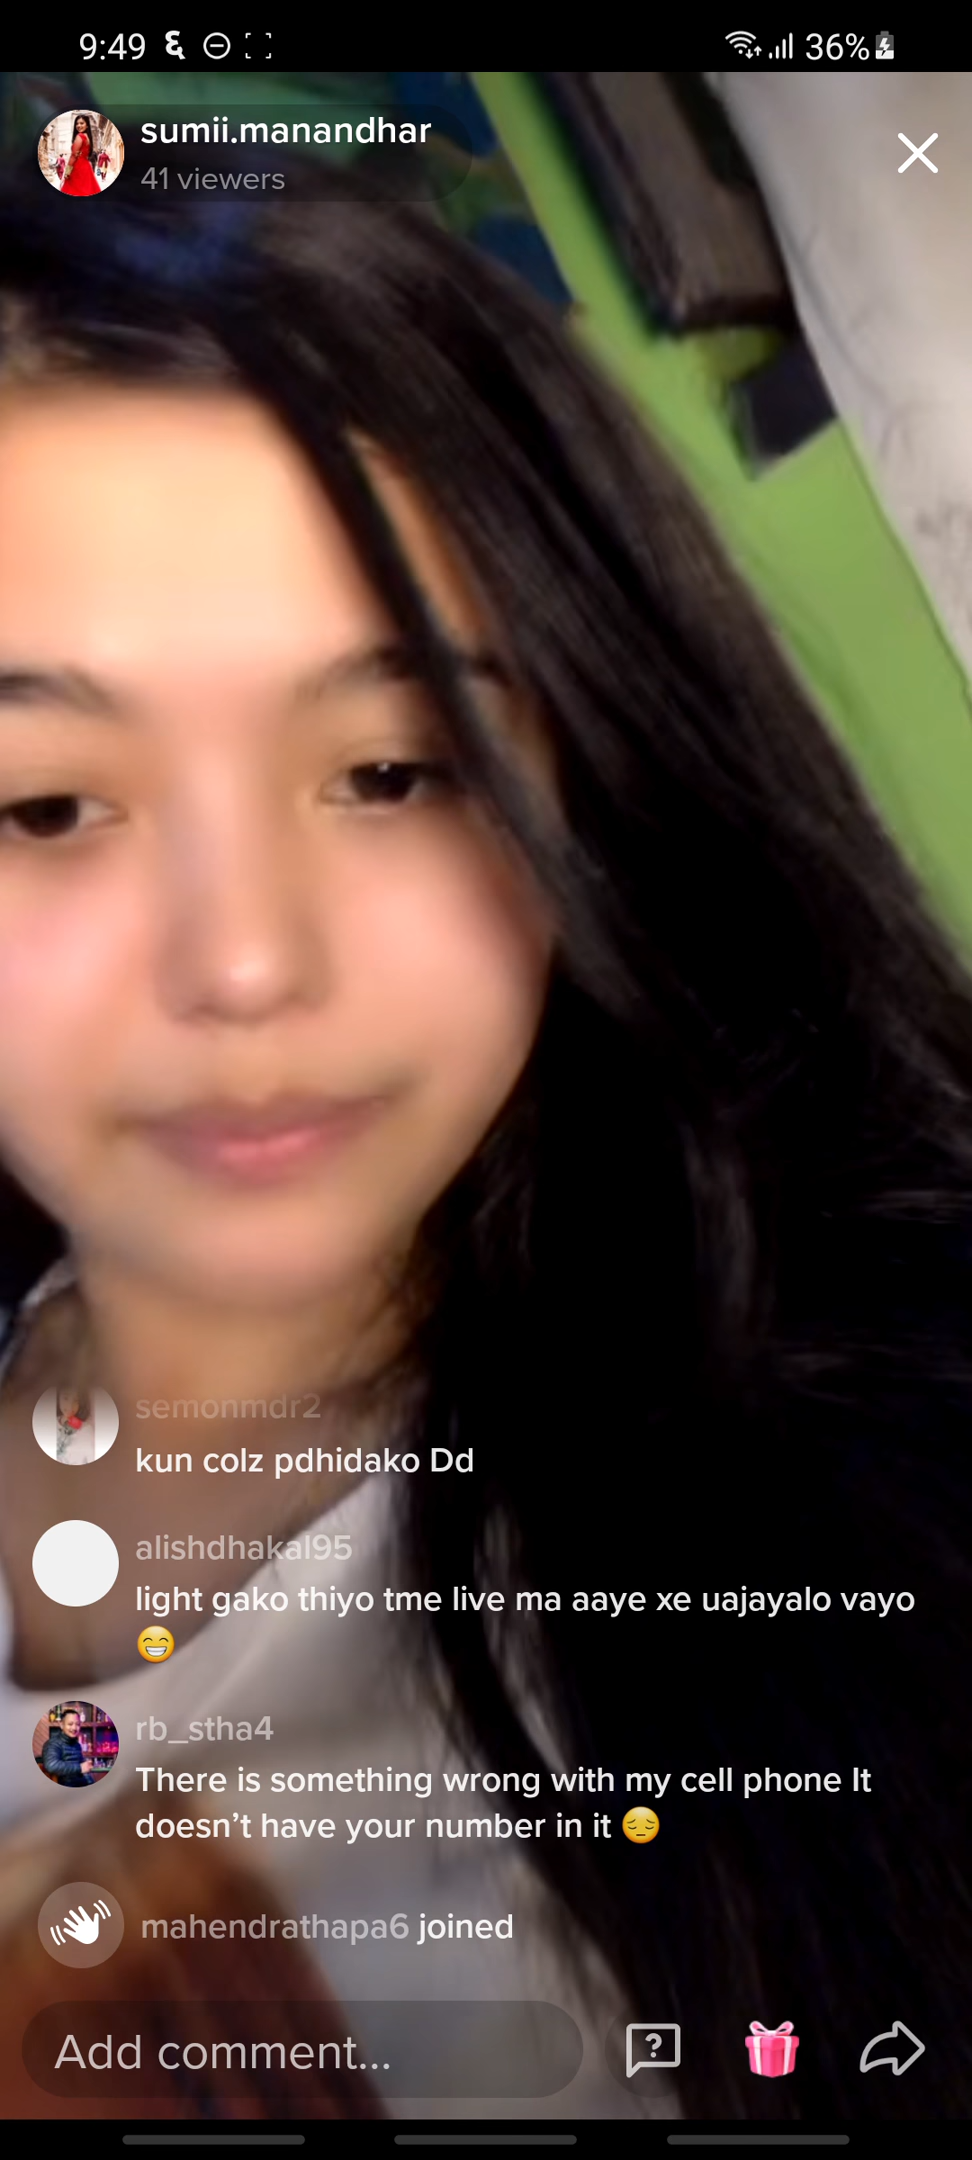 9:49
36%
sumii.manandhar
41 viewers
semonmdr2
kun colz pdhidako Dd
alishdhakal95
light gako thiyo tme live ma aaye xe uajayalo vayo
😁
rb_stha4
There is something wrong with my cell phone It
doesn’t have your number in it 😔
mahendrathapa6 joined
Add comment...